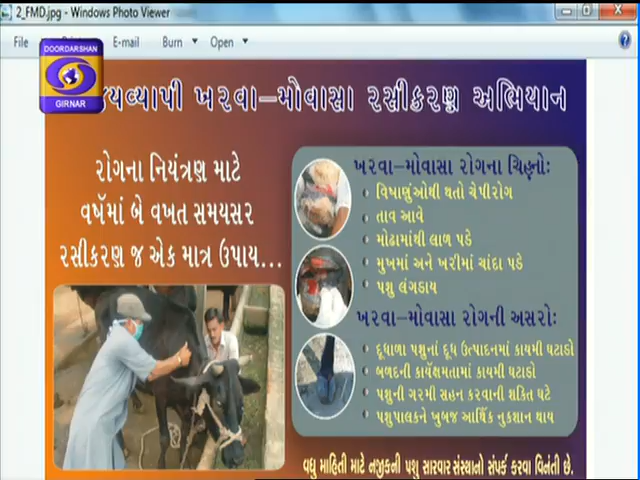 2_FMD.jpg - Windows Photo Viewer
File
E-mail
Burn
Open
DOORDARSHAN
GIRNAR
ખરવા-મોવાસા રસીકરણ અભિયાન
રોગના નિયંત્રણ માટે
વર્ષમાં બે વખત સમયસર
રસીકરણ જ એક માત્ર ઉપાય...
ખરવા-મોવાસા રોગના ચિહ્નો:
વિષાણુંઓથી થતો ચેપીરોગ
તાવ આવે
મોઢામાંથી લાળ પડે
મુખમાં અને ખરીમાં ચાંદા પડે
પશુ લંગડાય
ખરવા-મોવાસા રોગની અસરો:
દૂધાળા પશુનાં દૂધ ઉત્પાદનમાં કાયમી ઘટાડો
બળદની કાર્યક્ષમતામાં કાયમી ઘટાડો
પશુની ગરમી સહન કરવાની શક્તિ ઘટે
પશુપાલકને ખુબજ આર્થિક નુકશાન થાય
વધુ માહિતી માટે નજીકની પશુ સારવાર સંસ્થાનો સંપર્ક કરવા વિનંતી છે.